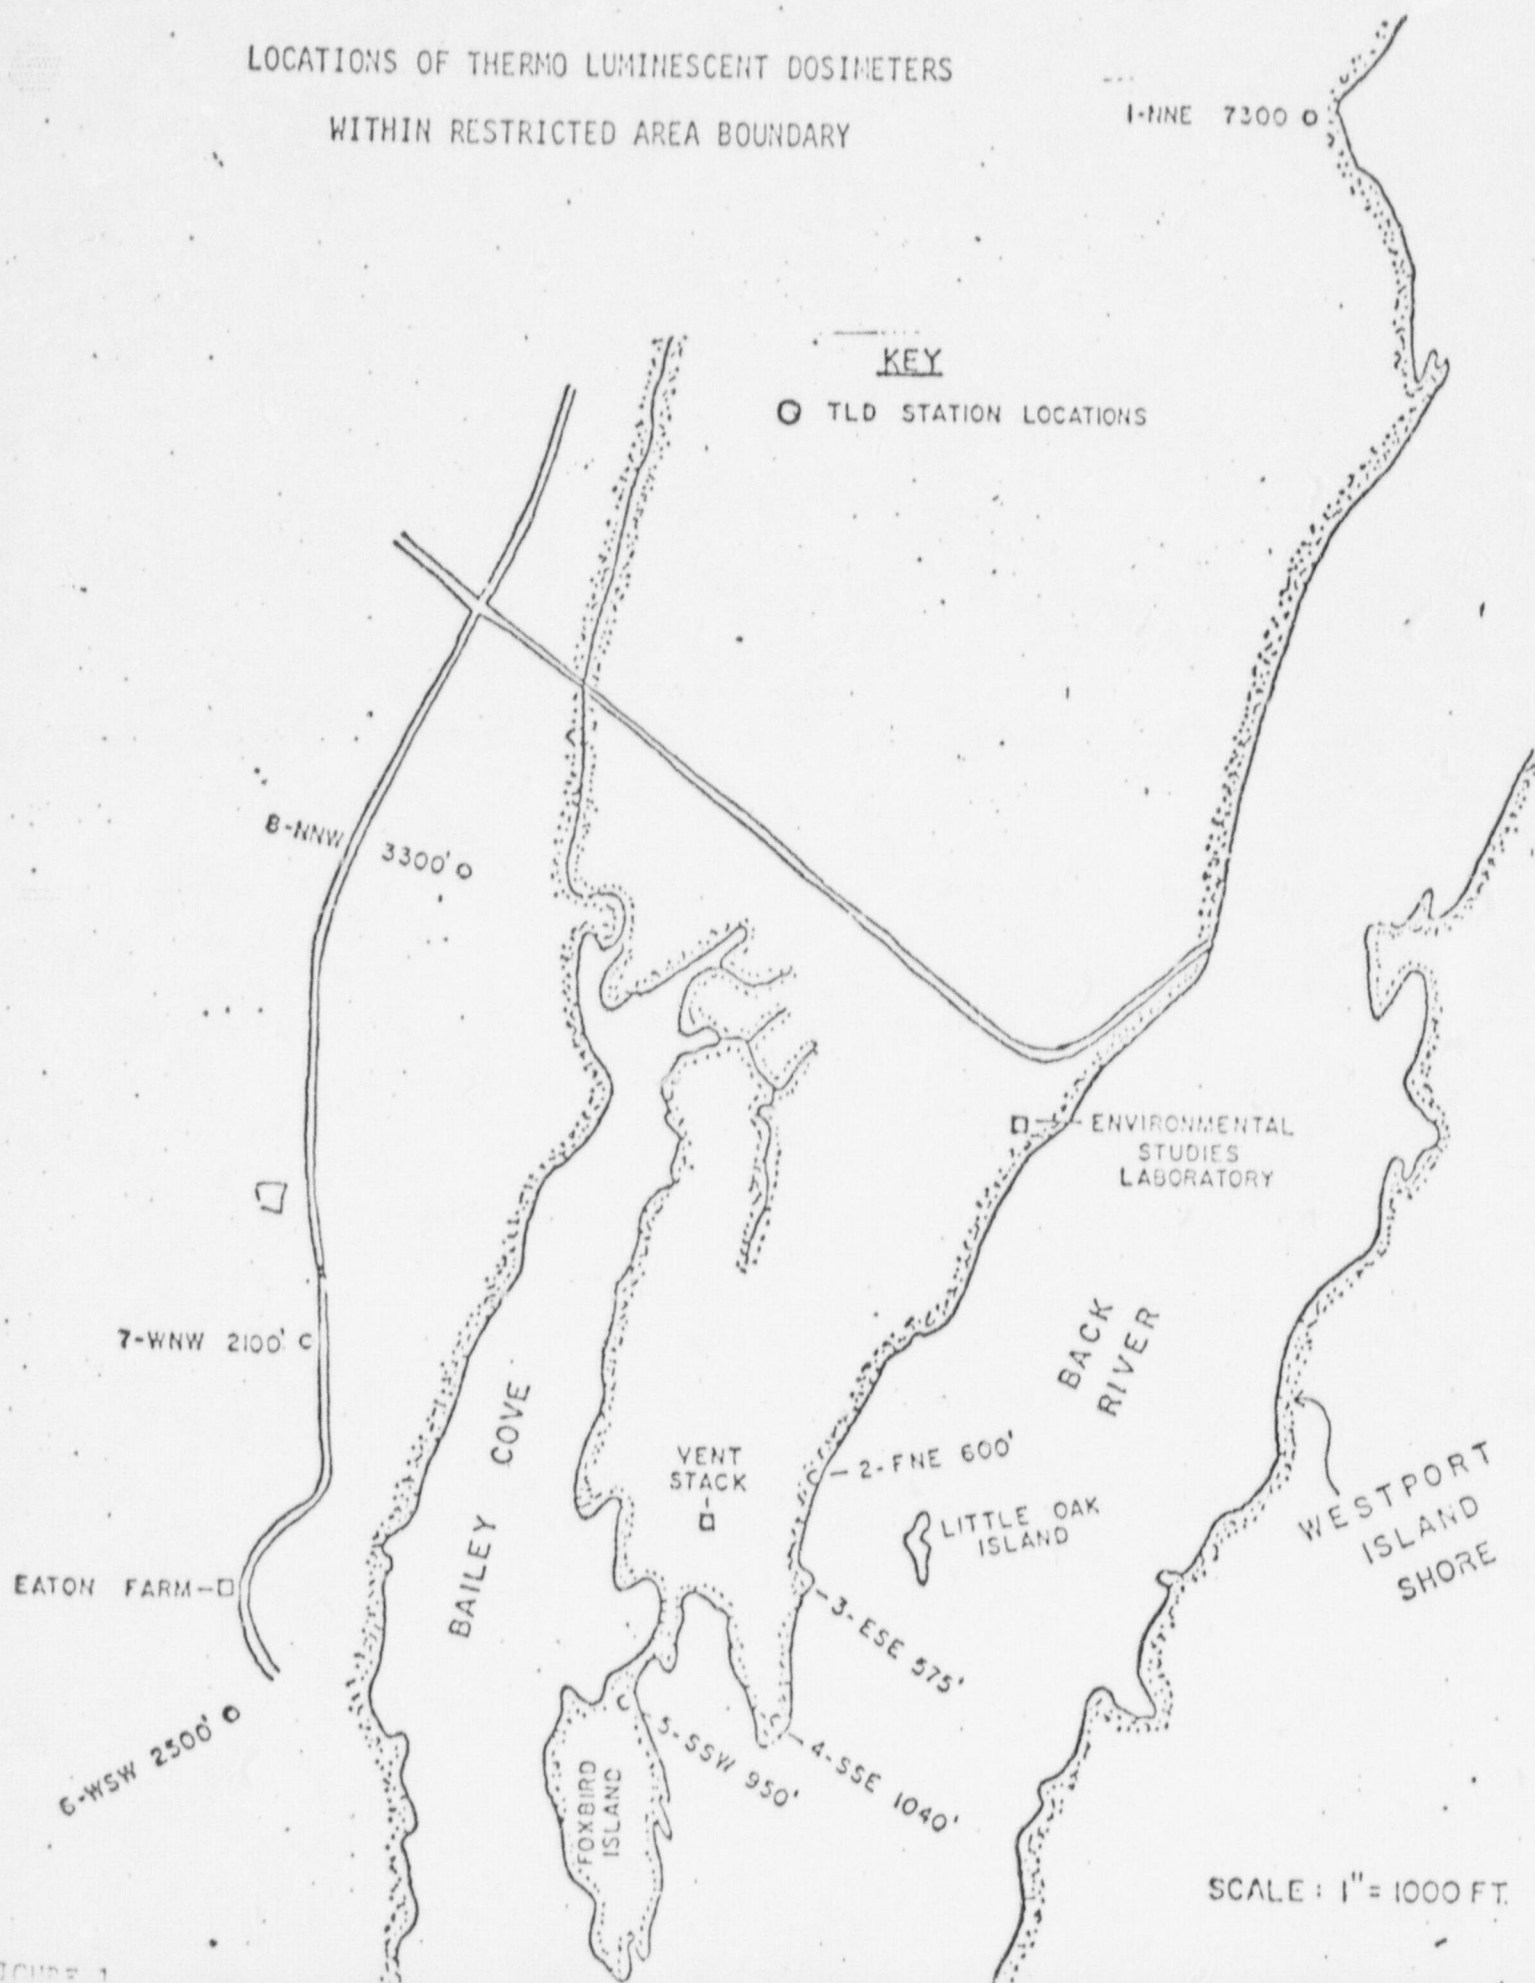 LOCATIONS OF THERMO LUMINESCENT DOSIMETERS
WITHIN RESTRICTED AREA BOUNDARY
1-NNE 7300
KEY
TLD STATION LOCATIONS
8-NNW 3300'
ENVIRONMENTAL
STUDIES
LABORATORY
7-WNW 2100'
BACK
RIVER
BAILEY COVE
VENT
STACK
2-ENE 600'
LITTLE OAK
ISLAND
WESTPORT
ISLAND
SHORE
EATON FARM
3-ESE 575'
6-WSW 2500'
5-SSW 950'
4-SSE 1040'
FOXBIRD
ISLAND
SCALE: 1"=1000 FT.
FIGURE 1